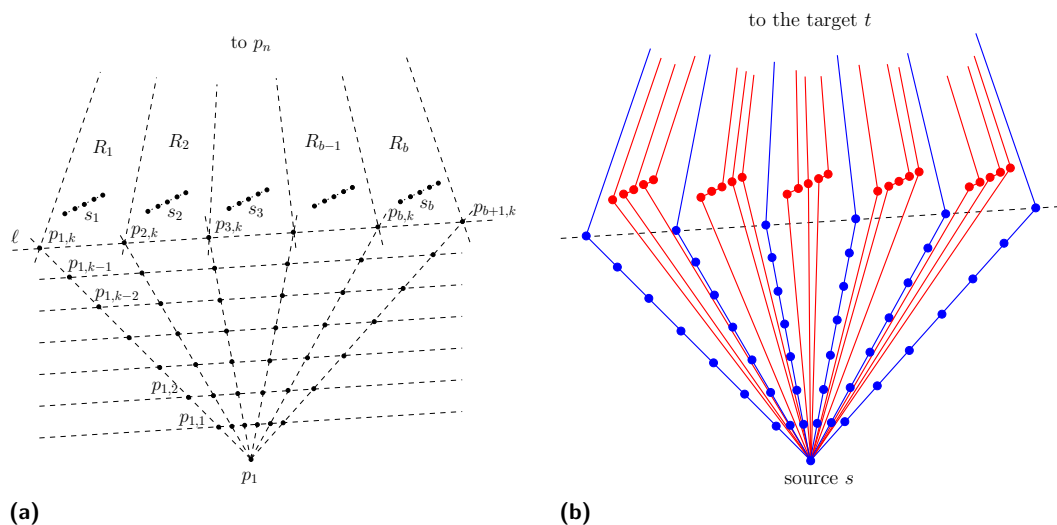 to $p_n$
$R_1$ $R_2$ $R_{b-1}$ $R_b$
$s_1$ $s_2$ $s_3$ $s_b$
$\ell$ $p_{1,k}$ $p_{2,k}$ $p_{3,k}$ $p_{b,k}$ $p_{b+1,k}$
$p_{1,k-1}$
$p_{1,k-2}$
$p_{1,2}$
$p_{1,1}$
$p_1$
(a)
to the target $t$
source $s$
(b)